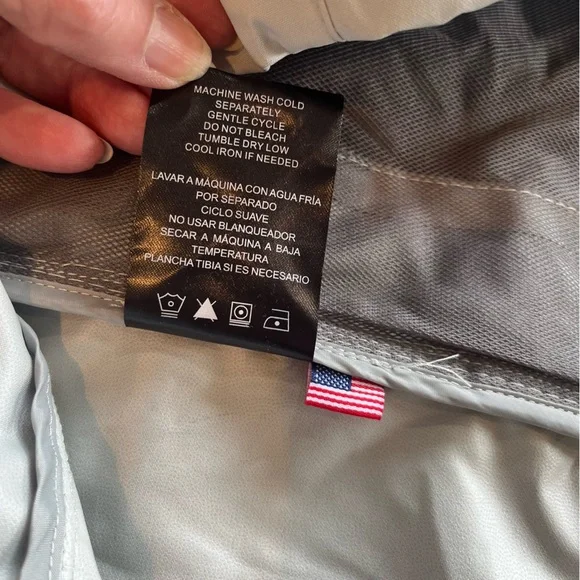 MACHINE WASH COLD
SEPARATELY
GENTLE CYCLE
DO NOT BLEACH
TUMBLE DRY LOW
COOL IRON IF NEEDED
LAVAR A MÁQUINA CON AGUA FRÍA
POR SEPARADO
CICLO SUAVE
NO USAR BLANQUEADOR
SECAR A MÁQUINA A BAJA
TEMPERATURA
PLANCHA TIBIA SI ES NECESARIO